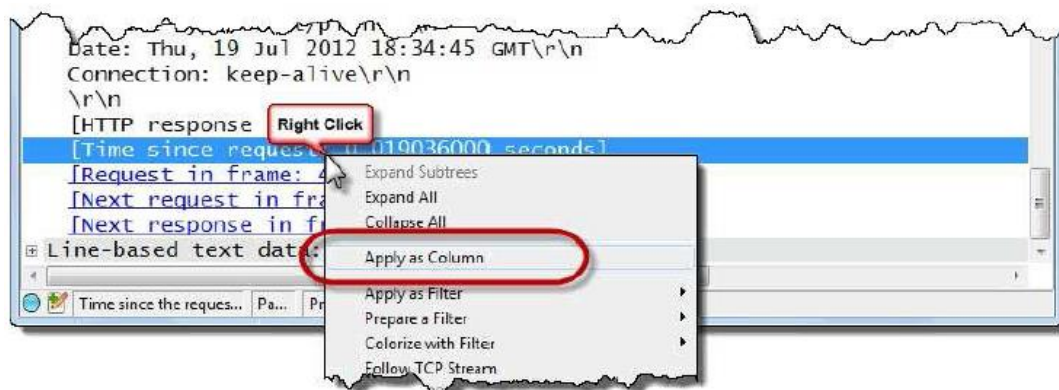 Date: Thu, 19 Jul 2012 18:34:45 GMT\r\n
Connection: keep-alive\r\n
\r\n
[HTTP response
Right Click
[Time since request: 0.019036000 seconds]
[Request in frame: 4
[Next request in fra
[Next response in fr
Line-based text data:
Expand Subtrees
Expand All
Collapse All
Apply as Column
Apply as Filter
Prepare a Filter
Colorize with Filter
Follow TCP Stream
Time since the reques... Pa... Pr